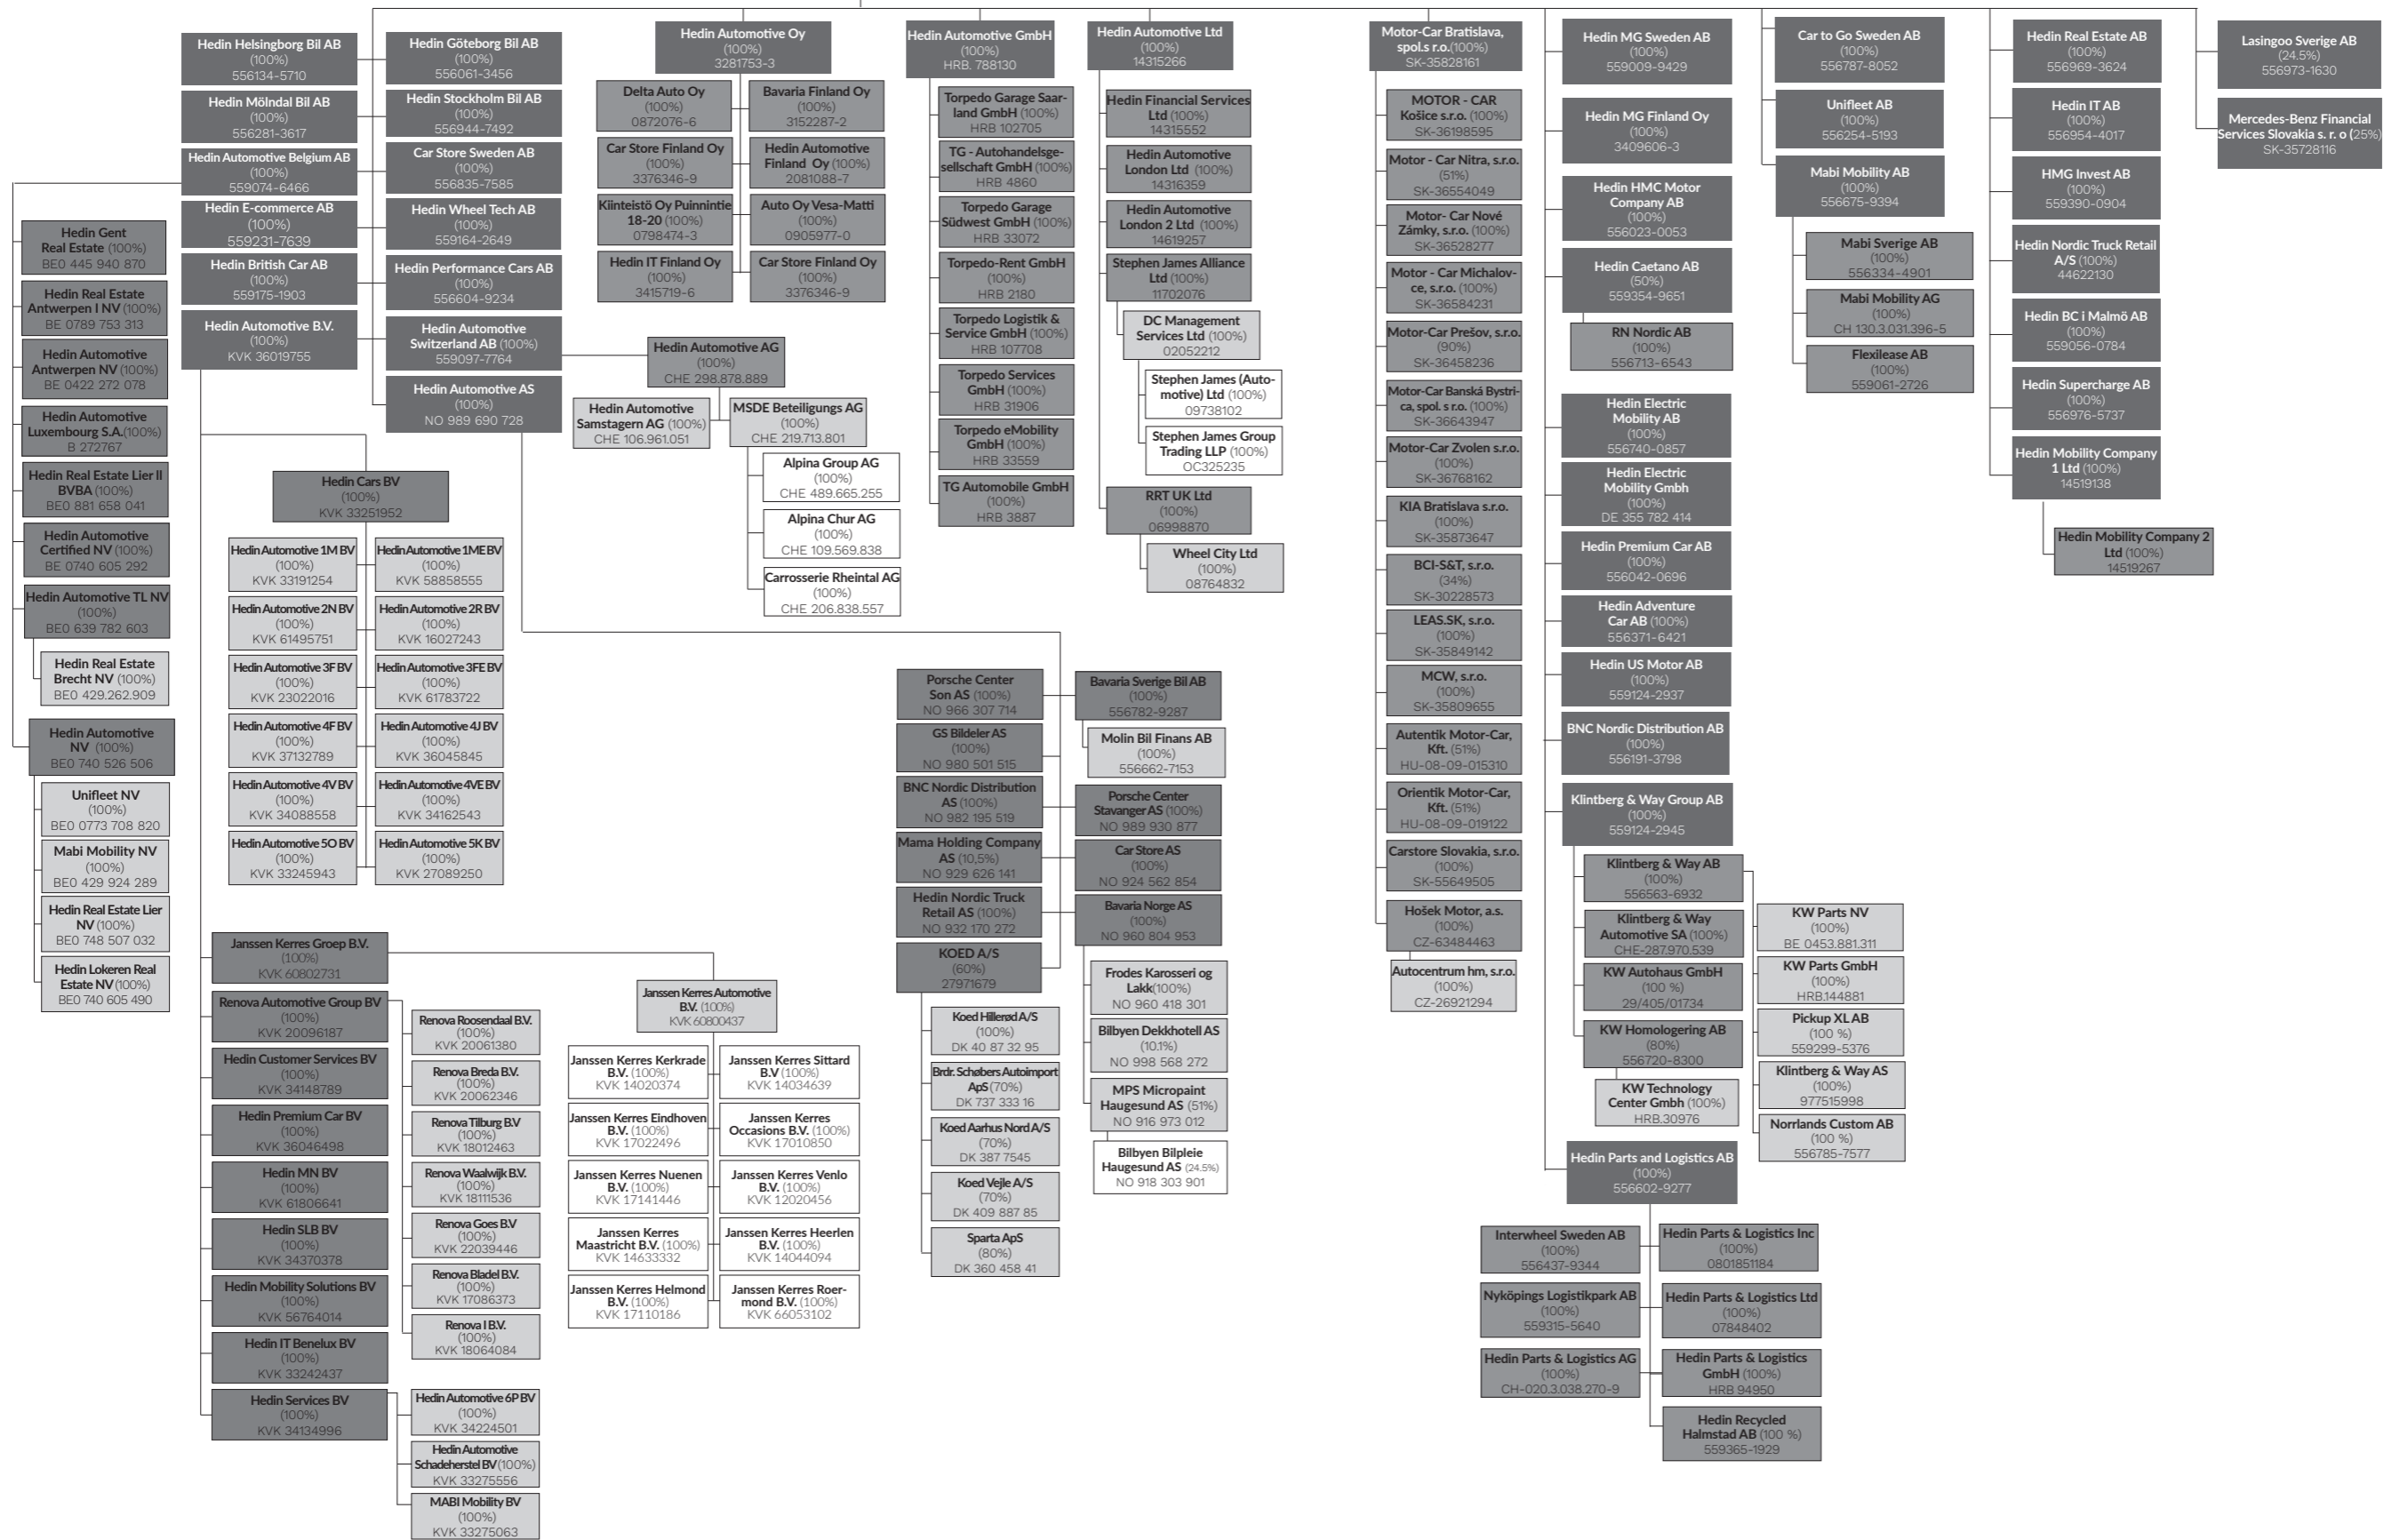 Hedin Helsingborg Bil AB
(100%)
556134-5710
Hedin Mölndal Bil AB
(100%)
556281-3617
Hedin Automotive Belgium AB
(100%)
559074-6466
Hedin E-commerce AB
(100%)
559231-7639
Hedin British Car AB
(100%)
559175-1903
Hedin Automotive B.V.
(100%)
KVK 36019755
Hedin Göteborg Bil AB
(100%)
556061-3456
Hedin Stockholm Bil AB
(100%)
556944-7492
Car Store Sweden AB
(100%)
556835-7585
Hedin Wheel Tech AB
(100%)
559164-2649
Hedin Performance Cars AB
(100%)
556604-9234
Hedin Automotive
Switzerland AB (100%)
559097-7764
Hedin Automotive AS
(100%)
NO 989 690 728
Hedin Gent
Real Estate (100%)
BE0 445 940 870
Hedin Real Estate
Antwerpen I NV (100%)
BE 0789 753 313
Hedin Automotive
Antwerpen NV (100%)
BE 0422 272 078
Hedin Automotive
Luxembourg S.A.(100%)
B 272767
Hedin Real Estate Lier II
BVBA (100%)
BE0 881 658 041
Hedin Automotive
Certified NV (100%)
BE 0740 605 292
Hedin Automotive TL NV
(100%)
BE0 639 782 603
Hedin Real Estate
Brecht NV (100%)
BE0 429.262.909
Hedin Automotive
NV (100%)
BE0 740 526 506
Unifleet NV
(100%)
BE0 0773 708 820
Mabi Mobility NV
(100%)
BE0 429 924 289
Hedin Real Estate Lier
NV (100%)
BE0 748 507 032
Hedin Lokeren Real
Estate NV (100%)
BE0 740 605 490
Hedin Cars BV
(100%)
KVK 33251952
Hedin Automotive 1M BV
(100%)
KVK 33191254
Hedin Automotive 1ME BV
(100%)
KVK 58858555
Hedin Automotive 2N BV
(100%)
KVK 61495751
Hedin Automotive 2R BV
(100%)
KVK 16027243
Hedin Automotive 3F BV
(100%)
KVK 23022016
Hedin Automotive 3FE BV
(100%)
KVK 61783722
Hedin Automotive 4F BV
(100%)
KVK 37132789
Hedin Automotive 4J BV
(100%)
KVK 36045845
Hedin Automotive 4V BV
(100%)
KVK 34088558
Hedin Automotive 4VE BV
(100%)
KVK 34162543
Hedin Automotive 5O BV
(100%)
KVK 33245943
Hedin Automotive 5K BV
(100%)
KVK 27089250
Janssen Kerres Groep B.V.
(100%)
KVK 60802731
Renova Automotive Group BV
(100%)
KVK 20096187
Hedin Customer Services BV
(100%)
KVK 34148789
Hedin Premium Car BV
(100%)
KVK 36046498
Hedin MN BV
(100%)
KVK 61806641
Hedin SLB BV
(100%)
KVK 34370378
Hedin Mobility Solutions BV
(100%)
KVK 56764014
Hedin IT Benelux BV
(100%)
KVK 33242437
Hedin Services BV
(100%)
KVK 34134996
Renova Roosendaal B.V.
(100%)
KVK 20061380
Renova Breda B.V.
(100%)
KVK 20062346
Renova Tilburg B.V
(100%)
KVK 18012463
Renova Waalwijk B.V.
(100%)
KVK 18111536
Renova Goes B.V
(100%)
KVK 22039446
Renova Bladel B.V.
(100%)
KVK 17086373
Renova I B.V.
(100%)
KVK 18064084
Hedin Automotive 6P BV
(100%)
KVK 34224501
Hedin Automotive
Schadeherstel BV (100%)
KVK 33275556
MABI Mobility BV
(100%)
KVK 33275063
Janssen Kerres Automotive
B.V. (100%)
KVK 60800437
Janssen Kerres Kerkrade
B.V. (100%)
KVK 14020374
Janssen Kerres Sittard
B.V (100%)
KVK 14034639
Janssen Kerres Eindhoven
B.V. (100%)
KVK 17022496
Janssen Kerres
Occasions B.V. (100%)
KVK 17010850
Janssen Kerres Nuenen
B.V. (100%)
KVK 17141446
Janssen Kerres Venlo
B.V. (100%)
KVK 12020456
Janssen Kerres
Maastricht B.V. (100%)
KVK 14633332
Janssen Kerres Heerlen
B.V. (100%)
KVK 14044094
Janssen Kerres Helmond
B.V. (100%)
KVK 17110186
Janssen Kerres Roer-
mond B.V. (100%)
KVK 66053102
Hedin Automotive Oy
(100%)
3281753-3
Delta Auto Oy
(100%)
0872076-6
Bavaria Finland Oy
(100%)
3152287-2
Car Store Finland Oy
(100%)
3376346-9
Hedin Automotive
Finland Oy (100%)
2081088-7
Kiinteistö Oy Puinnintie
18-20 (100%)
0798474-3
Auto Oy Vesa-Matti
(100%)
0905977-0
Hedin IT Finland Oy
(100%)
3415719-6
Car Store Finland Oy
(100%)
3376346-9
Hedin Automotive AG
(100%)
CHE 298.878.889
Hedin Automotive
Samstagern AG (100%)
CHE 106.961.051
MSDE Beteiligungs AG
(100%)
CHE 219.713.801
Alpina Group AG
(100%)
CHE 489.665.255
Alpina Chur AG
(100%)
CHE 109.569.838
Carrosserie Rheintal AG
(100%)
CHE 206.838.557
Hedin Automotive GmbH
(100%)
HRB. 788130
Torpedo Garage Saar-
land GmbH (100%)
HRB 102705
TG - Autohandelsge-
sellschaft GmbH (100%)
HRB 4860
Torpedo Garage
Südwest GmbH (100%)
HRB 33072
Torpedo-Rent GmbH
(100%)
HRB 2180
Torpedo Logistik &
Service GmbH (100%)
HRB 107708
Torpedo Services
GmbH (100%)
HRB 31906
Torpedo eMobility
GmbH (100%)
HRB 33559
TG Automobile GmbH
(100%)
HRB 3887
Hedin Automotive Ltd
(100%)
14315266
Hedin Financial Services
Ltd (100%)
14315552
Hedin Automotive
London Ltd (100%)
14316359
Hedin Automotive
London 2 Ltd (100%)
14619257
Stephen James Alliance
Ltd (100%)
11702076
DC Management
Services Ltd (100%)
02052212
Stephen James (Auto-
motive) Ltd (100%)
09738102
Stephen James Group
Trading LLP (100%)
OC325235
RRT UK Ltd
(100%)
06998870
Wheel City Ltd
(100%)
08764832
Porsche Center
Son AS (100%)
NO 966 307 714
GS Bildeler AS
(100%)
NO 980 501 515
BNC Nordic Distribution
AS (100%)
NO 982 195 519
Mama Holding Company
AS (10,5%)
NO 929 626 141
Hedin Nordic Truck
Retail AS (100%)
NO 932 170 272
KOED A/S
(60%)
27971679
Bavaria Sverige Bil AB
(100%)
556782-9287
Molin Bil Finans AB
(100%)
556662-7153
Porsche Center
Stavanger AS (100%)
NO 989 930 877
Car Store AS
(100%)
NO 924 562 854
Bavaria Norge AS
(100%)
NO 960 804 953
Koed Hillerød A/S
(100%)
DK 40 87 32 95
Brdr. Schøbers Autoimport
ApS (70%)
DK 737 333 16
Koed Aarhus Nord A/S
(70%)
DK 387 7545
Koed Vejle A/S
(70%)
DK 409 887 85
Sparta ApS
(80%)
DK 360 458 41
Frodes Karosseri og
Lakk(100%)
NO 960 418 301
Bilbyen Dekkhotell AS
(10.1%)
NO 998 568 272
MPS Micropaint
Haugesund AS (51%)
NO 916 973 012
Bilbyen Bilpleie
Haugesund AS (24.5%)
NO 918 303 901
Motor-Car Bratislava,
spol.s r.o.(100%)
SK-35828161
MOTOR - CAR
Košice s.r.o. (100%)
SK-36198595
Motor - Car Nitra, s.r.o.
(51%)
SK-36554049
Motor- Car Nové
Zámky, s.r.o. (100%)
SK-36528277
Motor - Car Michalov-
ce, s.r.o. (100%)
SK-36584231
Motor-Car Prešov, s.r.o.
(90%)
SK-36458236
Motor-Car Banská Bystri-
ca, spol. s r.o. (100%)
SK-36643947
Motor-Car Zvolen s.r.o.
(100%)
SK-36768162
KIA Bratislava s.r.o.
(100%)
SK-35873647
BCI-S&T, s.r.o.
(34%)
SK-30228573
LEAS.SK, s.r.o.
(100%)
SK-35849142
MCW, s.r.o.
(100%)
SK-35809655
Autentik Motor-Car,
Kft. (51%)
HU-08-09-015310
Orientik Motor-Car,
Kft. (51%)
HU-08-09-019122
Carstore Slovakia, s.r.o.
(100%)
SK-55649505
Hošek Motor, a.s.
(100%)
CZ-63484463
Autocentrum hm, s.r.o.
(100%)
CZ-26921294
Hedin MG Sweden AB
(100%)
559009-9429
Hedin MG Finland Oy
(100%)
3409606-3
Hedin HMC Motor
Company AB
(100%)
556023-0053
Hedin Caetano AB
(50%)
559354-9651
RN Nordic AB
(100%)
556713-6543
Hedin Electric
Mobility AB
(100%)
556740-0857
Hedin Electric
Mobility Gmbh
(100%)
DE 355 782 414
Hedin Premium Car AB
(100%)
556042-0696
Hedin Adventure
Car AB (100%)
556371-6421
Hedin US Motor AB
(100%)
559124-2937
BNC Nordic Distribution AB
(100%)
556191-3798
Klintberg & Way Group AB
(100%)
559124-2945
Klintberg & Way AB
(100%)
556563-6932
Klintberg & Way
Automotive SA (100%)
CHE-287.970.539
KW Autohaus GmbH
(100 %)
29/405/01734
KW Homologering AB
(80%)
556720-8300
KW Technology
Center Gmbh (100%)
HRB.30976
KW Parts NV
(100%)
BE 0453.881.311
KW Parts GmbH
(100%)
HRB.144881
Pickup XL AB
(100 %)
559299-5376
Klintberg & Way AS
(100%)
977515998
Norrlands Custom AB
(100 %)
556785-7577
Hedin Parts and Logistics AB
(100%)
556602-9277
Interwheel Sweden AB
(100%)
556437-9344
Hedin Parts & Logistics Inc
(100%)
0801851184
Nyköpings Logistikpark AB
(100%)
559315-5640
Hedin Parts & Logistics Ltd
(100%)
07848402
Hedin Parts & Logistics AG
(100%)
CH-020.3.038.270-9
Hedin Parts & Logistics
GmbH (100%)
HRB 94950
Hedin Recycled
Halmstad AB (100 %)
559365-1929
Car to Go Sweden AB
(100%)
556787-8052
Unifleet AB
(100%)
556254-5193
Mabi Mobility AB
(100%)
556675-9394
Mabi Sverige AB
(100%)
556334-4901
Mabi Mobility AG
(100%)
CH 130.3.031.396-5
Flexilease AB
(100%)
559061-2726
Hedin Real Estate AB
(100%)
556969-3624
Hedin IT AB
(100%)
556954-4017
HMG Invest AB
(100%)
559390-0904
Hedin Nordic Truck Retail
A/S (100%)
44622130
Hedin BC i Malmö AB
(100%)
559056-0784
Hedin Supercharge AB
(100%)
556976-5737
Hedin Mobility Company
1 Ltd (100%)
14519138
Hedin Mobility Company 2
Ltd (100%)
14519267
Lasingoo Sverige AB
(24.5%)
556973-1630
Mercedes-Benz Financial
Services Slovakia s. r. o (25%)
SK-35728116